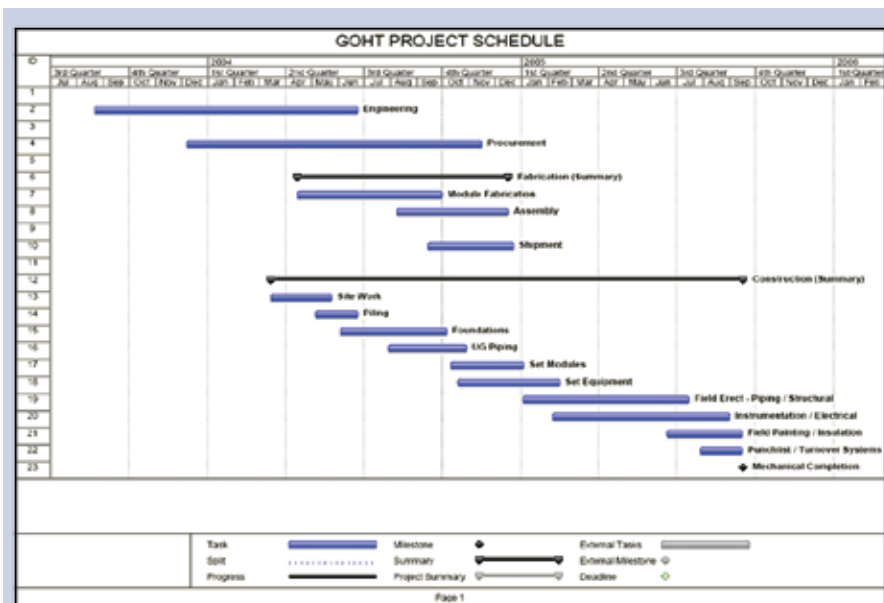 GOHT PROJECT SCHEDULE
ID 2004 2005 2006
3rd Quarter 4th Quarter 1st Quarter 2nd Quarter 3rd Quarter 4th Quarter 1st Quarter 2nd Quarter 3rd Quarter 4th Quarter 1st Quarter
Jul Aug Sep Oct Nov Dec Jan Feb Mar Apr May Jun Jul Aug Sep Oct Nov Dec Jan Feb Mar Apr May Jun Jul Aug Sep Oct Nov Dec Jan Feb
1
2 Engineering
3
4 Procurement
5
6 Fabrication (Summary)
7 Module Fabrication
8 Assembly
9
10 Shipment
11
12 Construction (Summary)
13 Site Work
14 Piling
15 Foundations
16 UG Piping
17 Set Modules
18 Set Equipment
19 Field Erect - Piping / Structural
20 Instrumentation / Electrical
21 Field Painting / Insulation
22 Punchlist / Turnover Systems
23 Mechanical Completion
Task Milestone External Tasks
Split Summary External Milestone
Progress Project Summary Deadline
Page 1